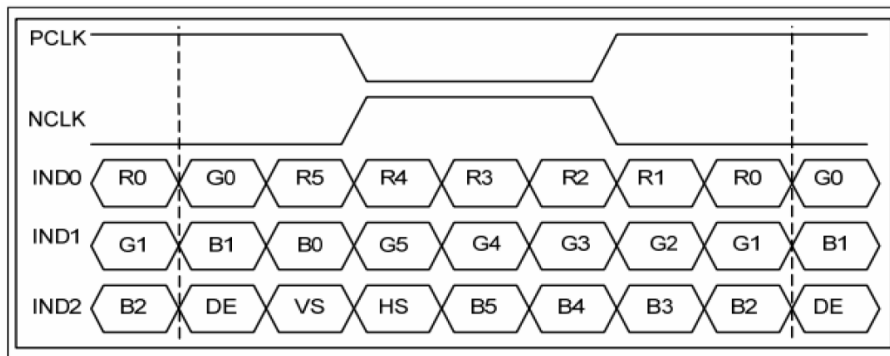 PCLK
NCLK
IND0 R0 G0 R5 R4 R3 R2 R1 R0 G0
IND1 G1 B1 B0 G5 G4 G3 G2 G1 B1
IND2 B2 DE VS HS B5 B4 B3 B2 DE